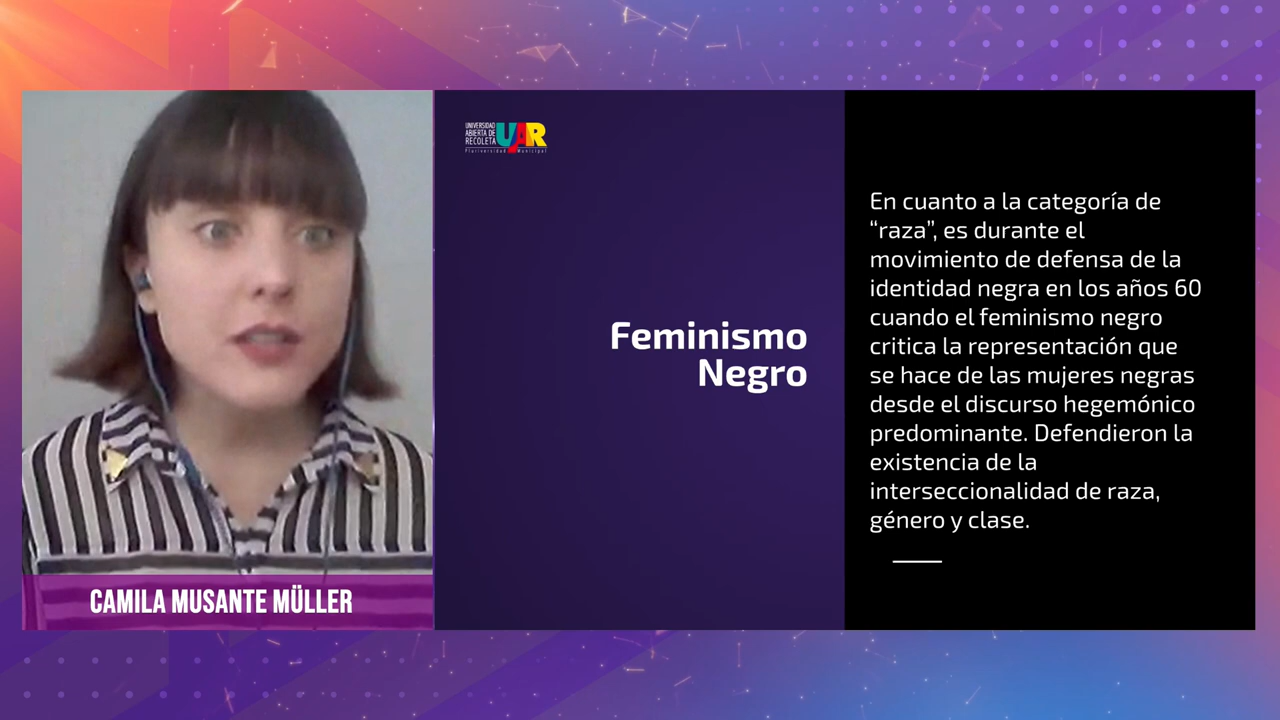 CAMILA MUSANTE MÜLLER
UNIVERSIDAD
ABIERTA DE
RECOLETA
UAR
Pluriversidad Municipal
Feminismo
Negro
En cuanto a la categoría de
“raza”, es durante el
movimiento de defensa de la
identidad negra en los años 60
cuando el feminismo negro
critica la representación que
se hace de las mujeres negras
desde el discurso hegemónico
predominante. Defendieron la
existencia de la
interseccionalidad de raza,
género y clase.